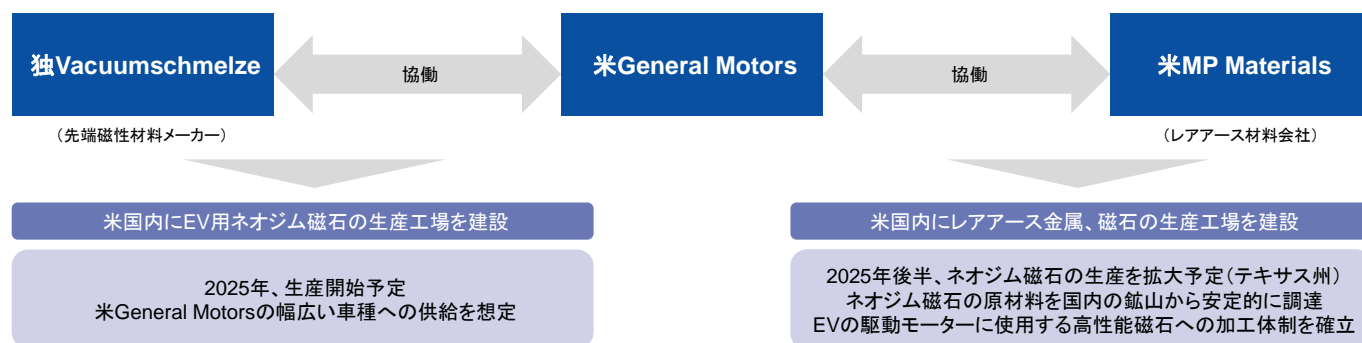 独Vacuumschmelze
協働
米General Motors
協働
米MP Materials
（先端磁性材料メーカー）
（レアアース材料会社）
米国内にEV用ネオジム磁石の生産工場を建設
2025年、生産開始予定
米General Motorsの幅広い車種への供給を想定
米国内にレアアース金属、磁石の生産工場を建設
2025年後半、ネオジム磁石の生産を拡大予定（テキサス州）
ネオジム磁石の原材料を国内の鉱山から安定的に調達
EVの駆動モーターに使用する高性能磁石への加工体制を確立